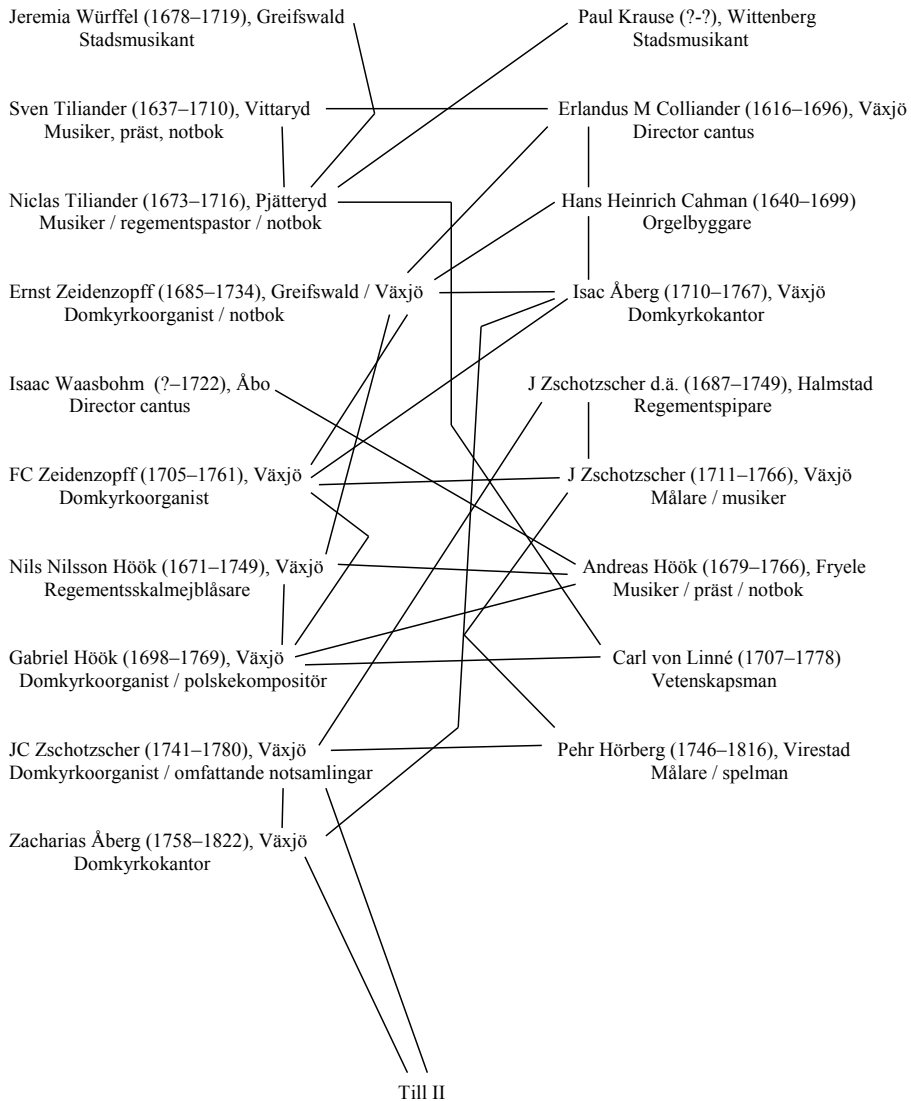 Jeremia Würffel (1678–1719), Greifswald
Stadsmusikant
Paul Krause (?-?), Wittenberg
Stadsmusikant
Sven Tiliander (1637–1710), Vittaryd
Musiker, präst, notbok
Erlandus M Colliander (1616–1696), Växjö
Director cantus
Niclas Tiliander (1673–1716), Pjätteryd
Musiker / regementspastor / notbok
Hans Heinrich Cahman (1640–1699)
Orgelbyggare
Ernst Zeidenzopff (1685–1734), Greifswald / Växjö
Domkyrkoorganist / notbok
Isac Åberg (1710–1767), Växjö
Domkyrkokantor
Isaac Waasbohm (?–1722), Åbo
Director cantus
J Zschotzscher d.ä. (1687–1749), Halmstad
Regementspipare
FC Zeidenzopff (1705–1761), Växjö
Domkyrkoorganist
J Zschotzscher (1711–1766), Växjö
Målare / musiker
Nils Nilsson Höök (1671–1749), Växjö
Regementsskalmejblåsare
Andreas Höök (1679–1766), Fryele
Musiker / präst / notbok
Gabriel Höök (1698–1769), Växjö
Domkyrkoorganist / polskekompositör
Carl von Linné (1707–1778)
Vetenskapsman
JC Zschotzscher (1741–1780), Växjö
Domkyrkoorganist / omfattande notsamlingar
Pehr Hörberg (1746–1816), Virestad
Målare / spelman
Zacharias Åberg (1758–1822), Växjö
Domkyrkokantor
Till II